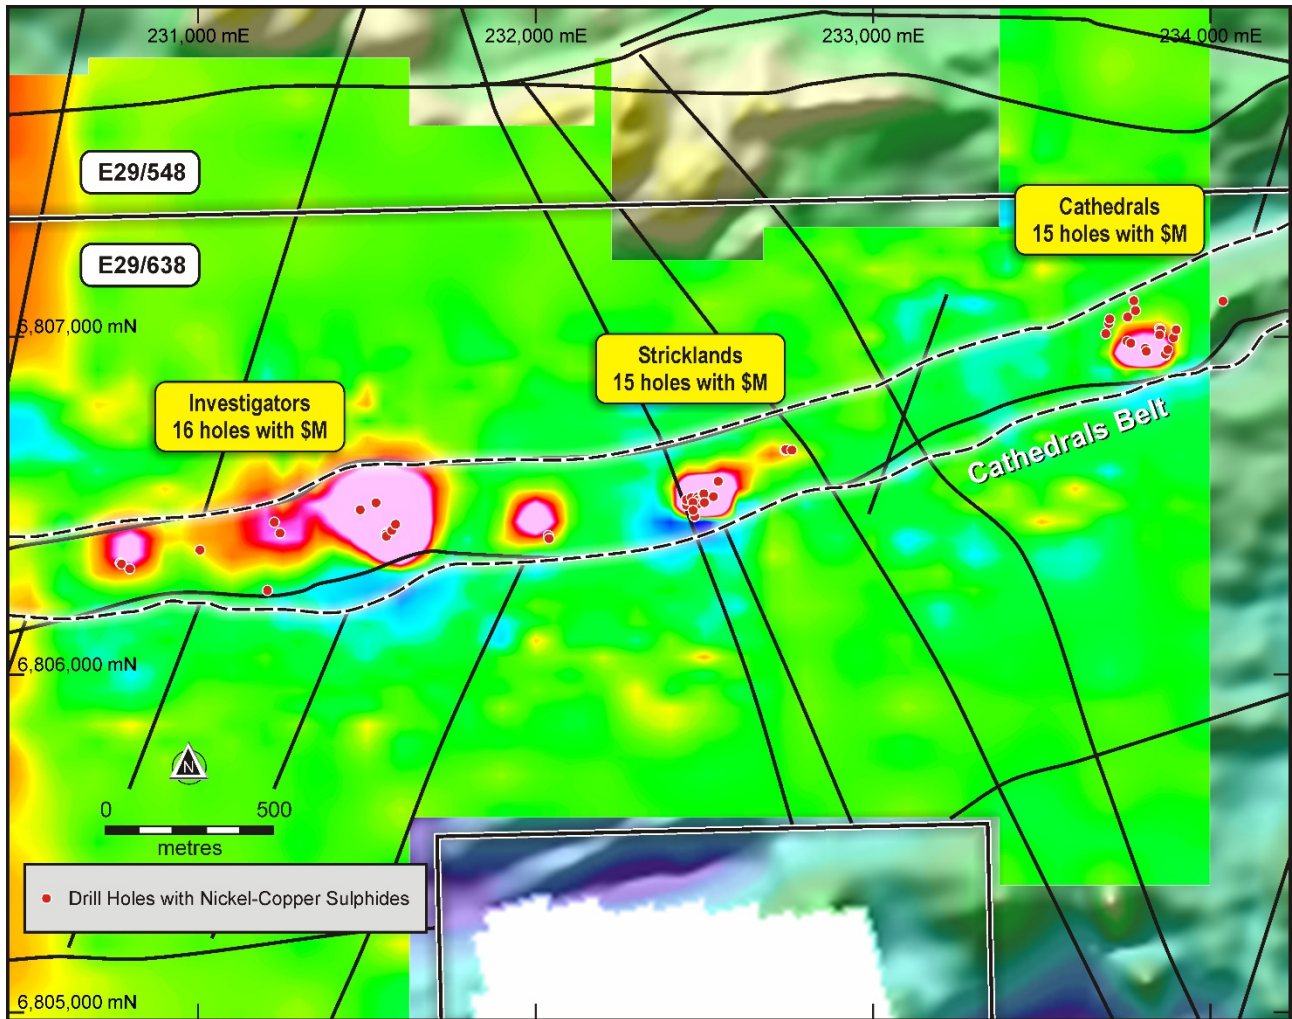 231,000 mE
232,000 mE
233,000 mE
234,000 mE
E29/548
Cathedrals
15 holes with $M
E29/638
6,807,000 mN
Stricklands
15 holes with $M
Investigators
16 holes with $M
Cathedrals Belt
6,806,000 mN
N
0 500
metres
Drill Holes with Nickel-Copper Sulphides
6,805,000 mN